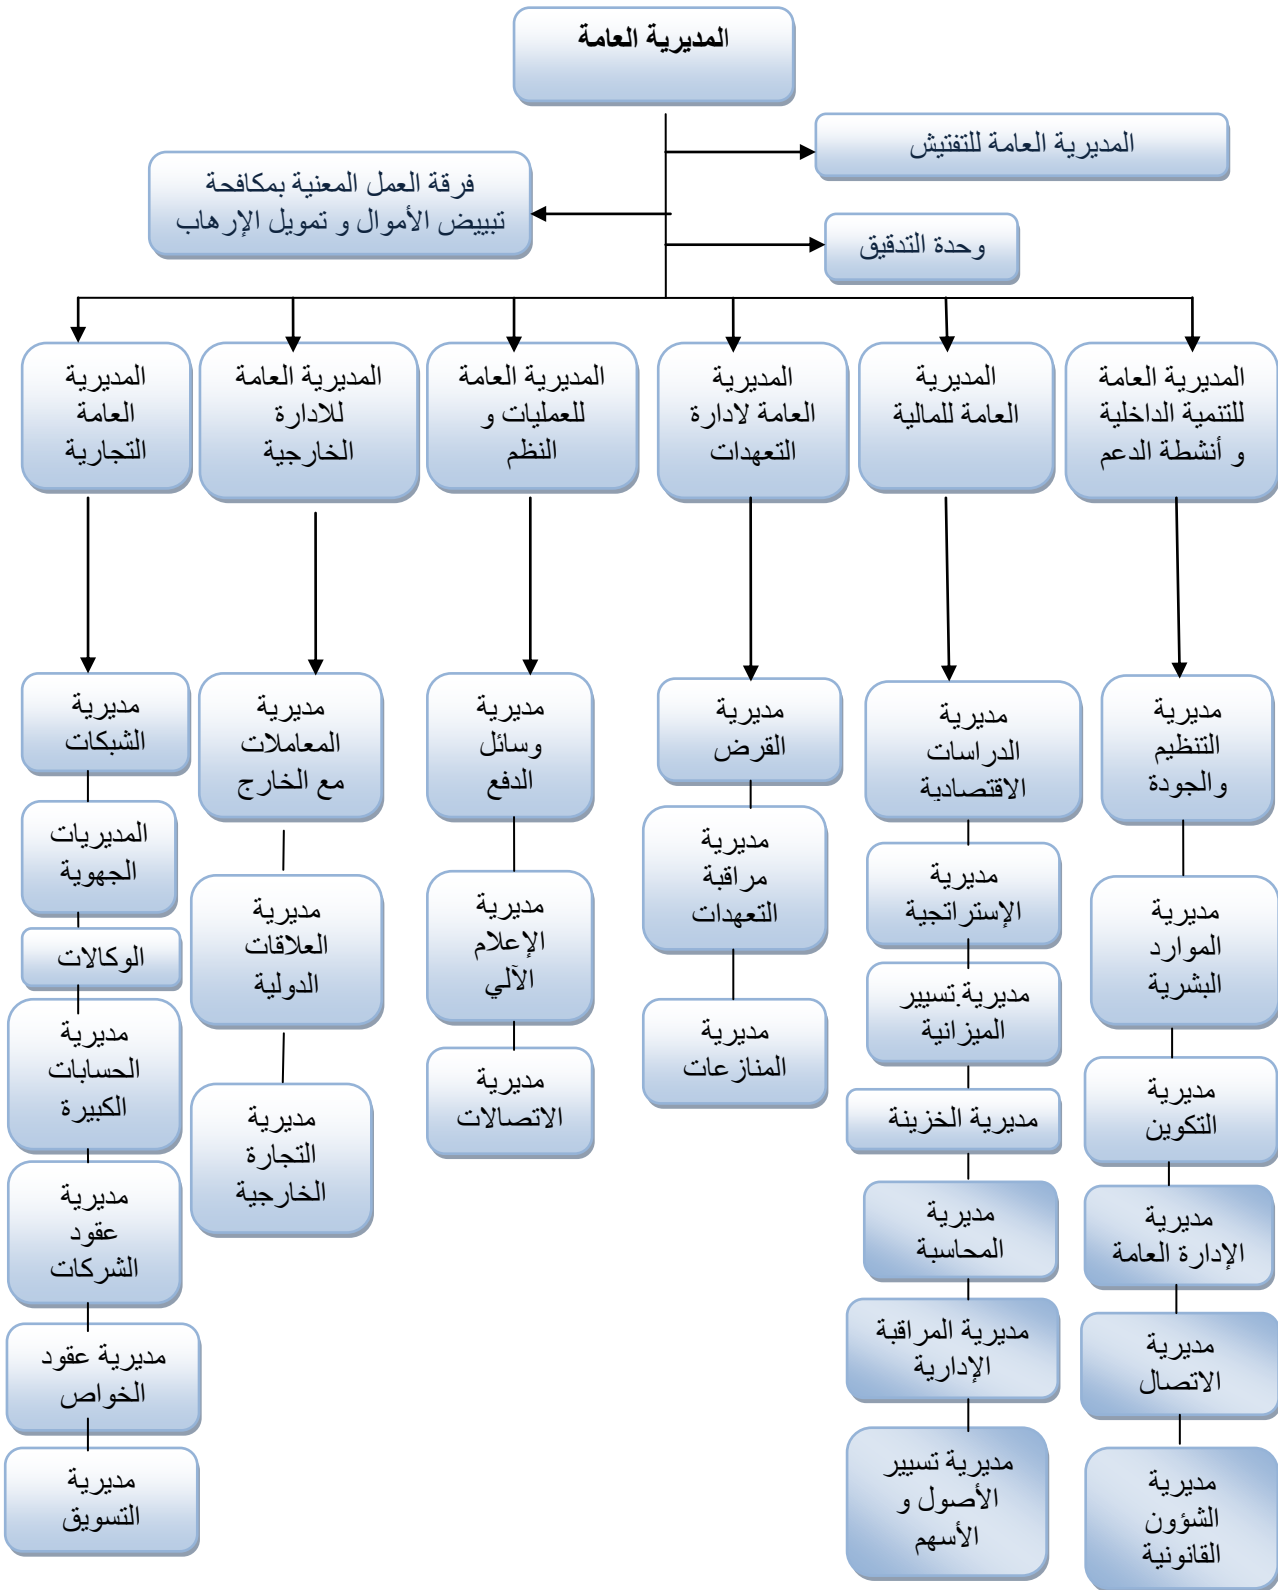 المديرية العامة
المديرية العامة للتفتيش
فرقة العمل المعنية بمكافحة
تبييض الأموال و تمويل الإرهاب
وحدة التدقيق
المديرية العامة
للتنمية الداخلية
و أنشطة الدعم
المديرية
العامة للمالية
المديرية
العامة لادارة
التعهدات
المديرية العامة
للعمليات و
النظم
المديرية العامة
للادارة
الخارجية
المديرية
العامة
التجارية
مديرية
التنظيم
والجودة
مديرية
الموارد
البشرية
مديرية
التكوين
مديرية
الإدارة العامة
مديرية
الاتصال
مديرية
الشؤون
القانونية
مديرية
الدراسات
الاقتصادية
مديرية
الإستراتجية
مديرية.تسيير
الميزانية
مديرية الخزينة
مديرية
المحاسبة
مديرية المراقبة
الإدارية
مديرية تسيير
الأصول و
الأسهم
مديرية
القرض
مديرية
مراقبة
التعهدات
مديرية
المنازعات
مديرية
وسائل
الدفع
مديرية
الإعلام
الآلي
مديرية
الاتصالات
مديرية
المعاملات
مع الخارج
مديرية
العلاقات
الدولية
مديرية
التجارة
الخارجية
مديرية
الشبكات
المديريات
الجهوية
الوكالات
مديرية
الحسابات
الكبيرة
مديرية
عقود
الشركات
مديرية عقود
الخواص
مديرية
التسويق